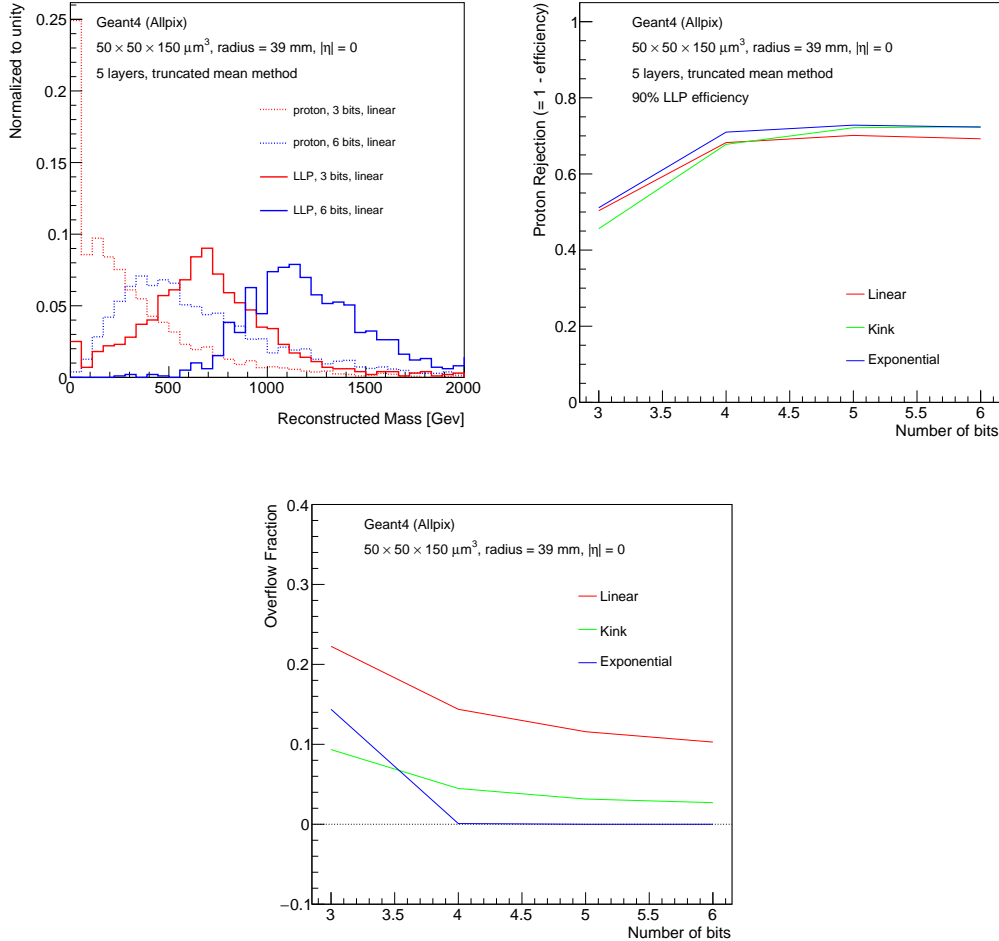 Normalized to unity
0.25
0.2
0.15
0.1
0.05
0
Geant4 (Allpix)
50 × 50 × 150 μm³, radius = 39 mm, |η| = 0
5 layers, truncated mean method
proton, 3 bits, linear
proton, 6 bits, linear
LLP, 3 bits, linear
LLP, 6 bits, linear
0 500 1000 1500 2000
Reconstructed Mass [Gev]
Proton Rejection (= 1 - efficiency)
1
0.8
0.6
0.4
0.2
0
Geant4 (Allpix)
50 × 50 × 150 μm³, radius = 39 mm, |η| = 0
5 layers, truncated mean method
90% LLP efficiency
Linear
Kink
Exponential
3 3.5 4 4.5 5 5.5 6
Number of bits
Overflow Fraction
0.4
0.3
0.2
0.1
0
−0.1
Geant4 (Allpix)
50 × 50 × 150 μm³, radius = 39 mm, |η| = 0
Linear
Kink
Exponential
3 3.5 4 4.5 5 5.5 6
Number of bits